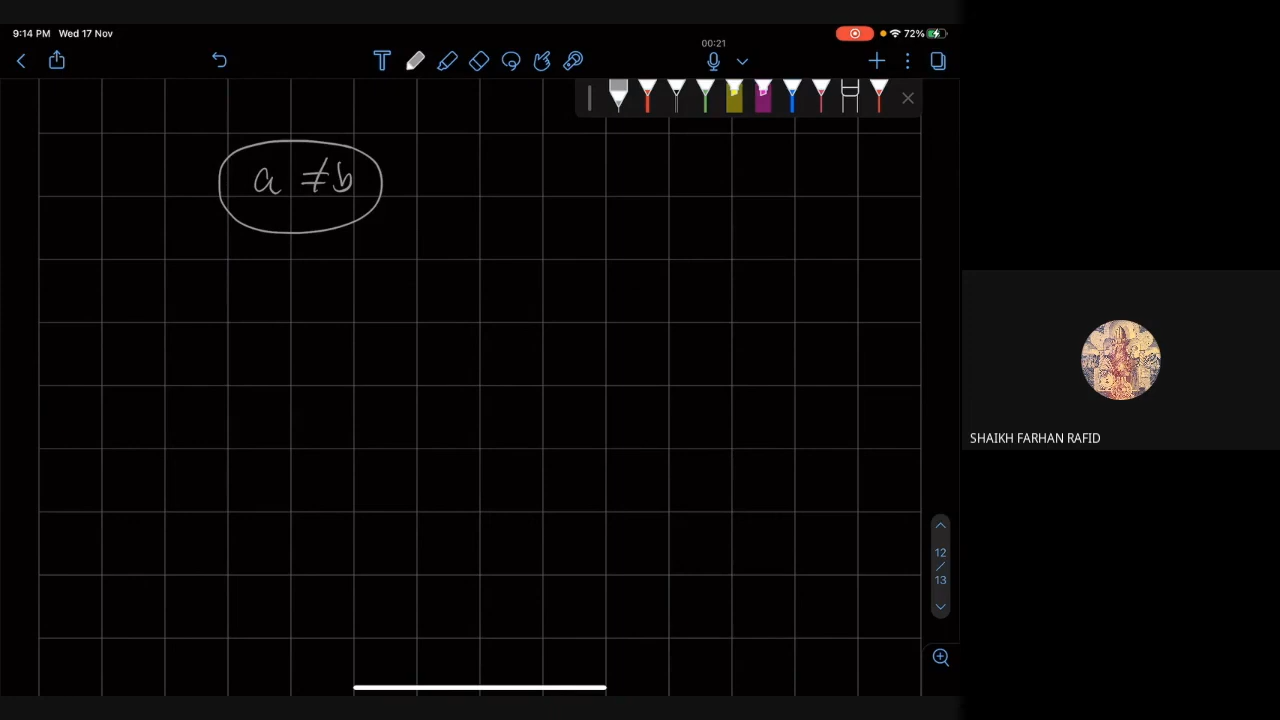 9:14 PM Wed 17 Nov
72%
00:21
T
a ≠ b
SHAIKH FARHAN RAFID
12
/
13